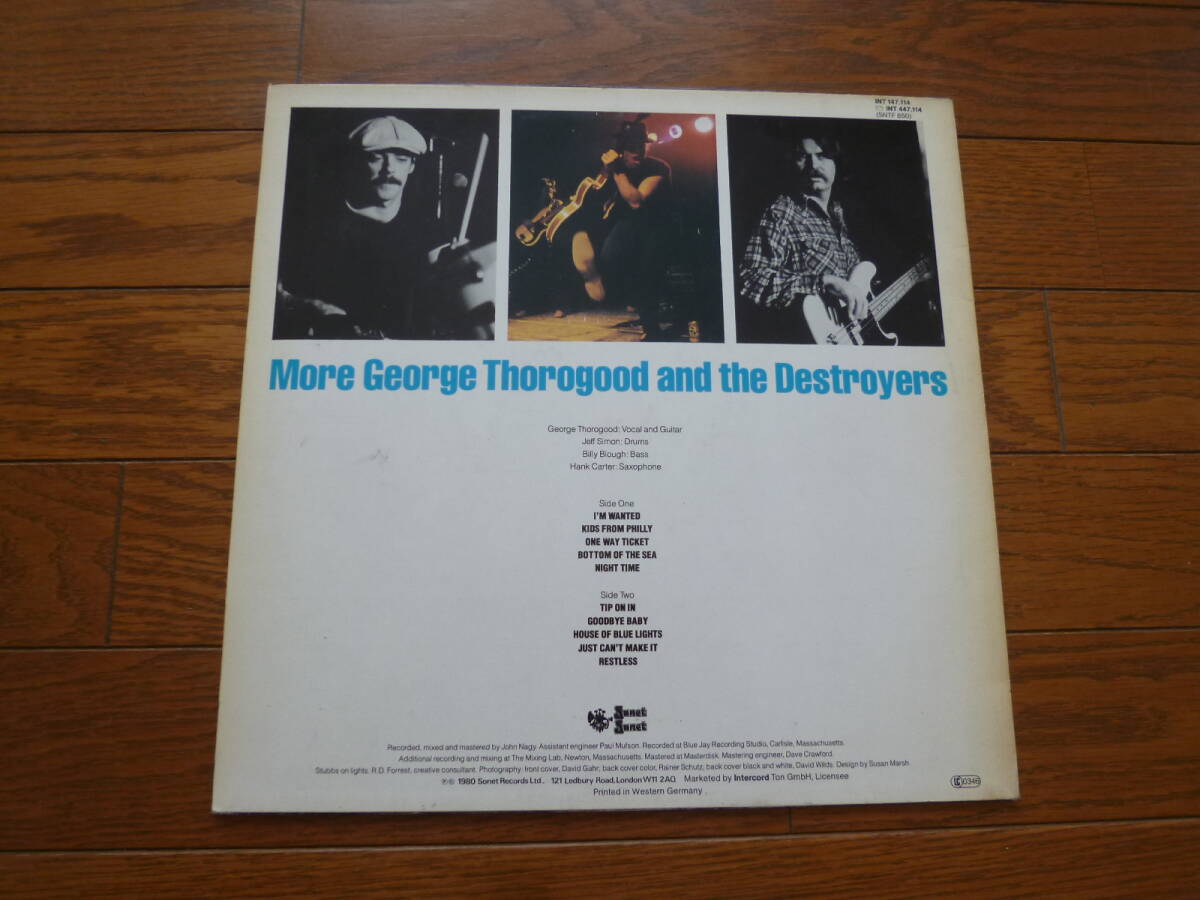 INT 147.114
INT 447.114
(SNTF 850)
More George Thorogood and the Destroyers
George Thorogood: Vocal and Guitar
Jeff Simon: Drums
Billy Blough: Bass
Hank Carter: Saxophone
Side One
I'M WANTED
KIDS FROM PHILLY
ONE WAY TICKET
BOTTOM OF THE SEA
NIGHT TIME
Side Two
TIP ON IN
GOODBYE BABY
HOUSE OF BLUE LIGHTS
JUST CAN'T MAKE IT
RESTLESS
Sonet
Sonet
Recorded, mixed and mastered by John Nagy. Assistant engineer Paul Mufson. Recorded at Blue Jay Recording Studio, Carlisle, Massachusetts.
Additional recording and mixing at The Mixing Lab, Newton, Massachusetts. Mastered at Masterdisk. Mastering engineer, Dave Crawford.
Stubbs on lights. R.D. Forrest, creative consultant. Photography: front cover, David Gahr; back cover color, Rainer Schutz; back cover black and white, David Wilds. Design by Susan Marsh.
℗© 1980 Sonet Records Ltd., 121 Ledbury Road, London W11 2AQ Marketed by Intercord Ton GmbH, Licensee
Printed in Western Germany.
LC 0346